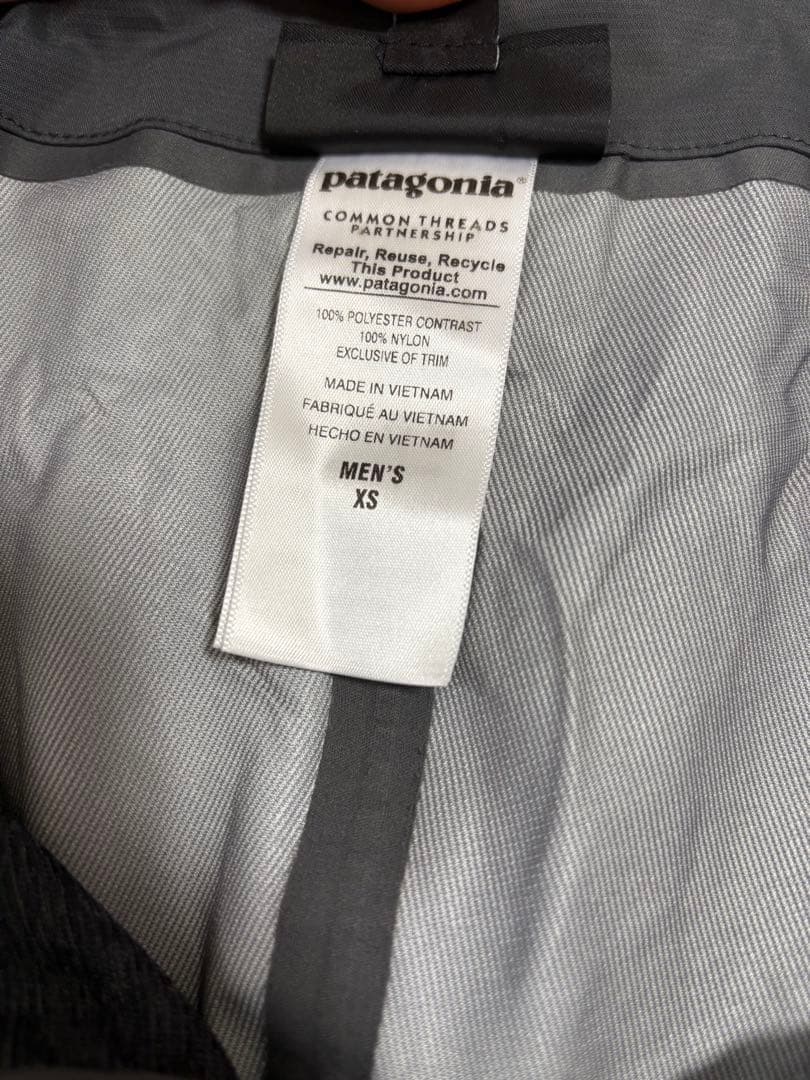 patagonia®
COMMON THREADS
PARTNERSHIP
Repair, Reuse, Recycle
This Product
www.patagonia.com
100% POLYESTER CONTRAST
100% NYLON
EXCLUSIVE OF TRIM
MADE IN VIETNAM
FABRIQUÉ AU VIETNAM
HECHO EN VIETNAM
MEN'S
XS